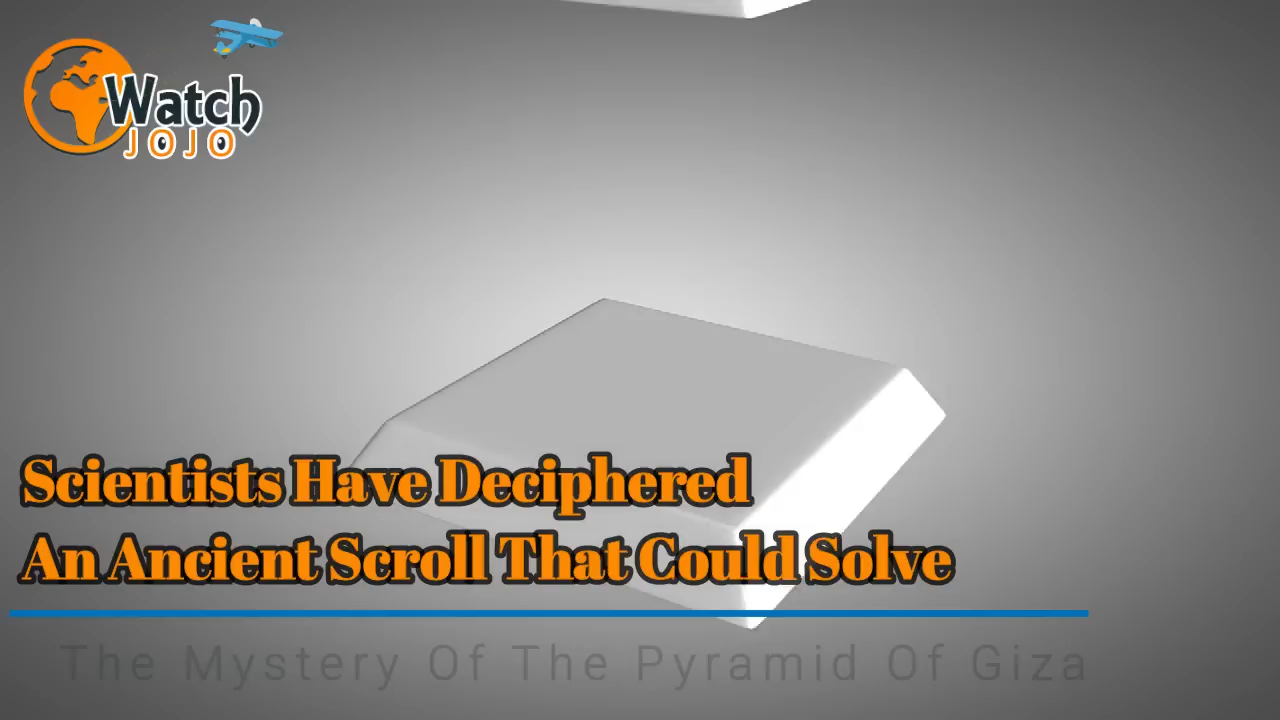 Watch
JOJO
Scientists Have Deciphered
An Ancient Scroll That Could Solve
The Mystery Of The Pyramid Of Giza